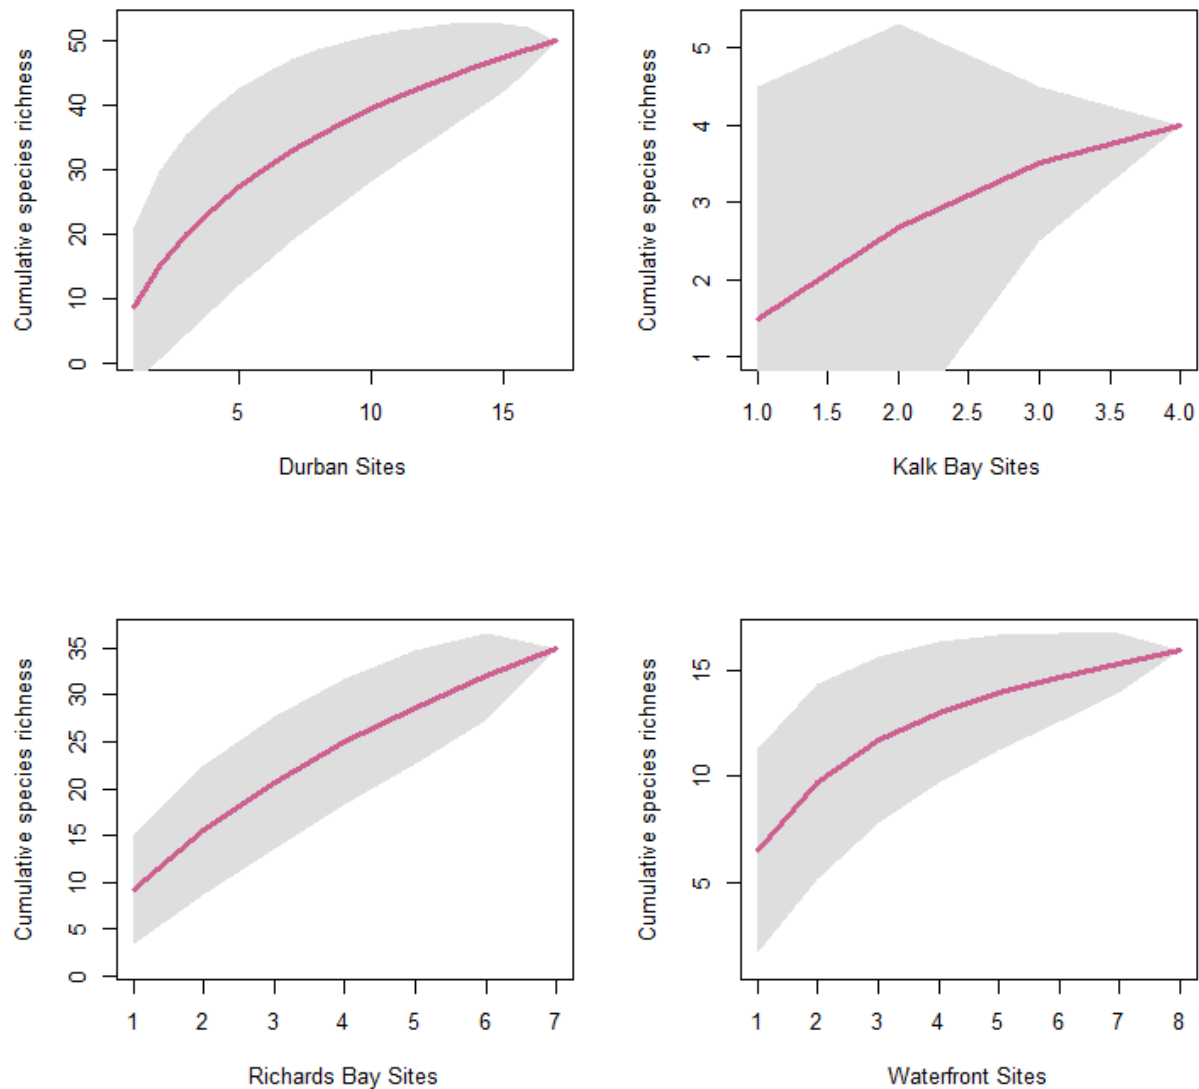 Cumulative species richness
50
40
30
20
10
0
5 10 15
Durban Sites
Cumulative species richness
5
4
3
2
1
1.0 1.5 2.0 2.5 3.0 3.5 4.0
Kalk Bay Sites
Cumulative species richness
35
30
25
20
15
10
5
0
1 2 3 4 5 6 7
Richards Bay Sites
Cumulative species richness
15
10
5
1 2 3 4 5 6 7 8
Waterfront Sites